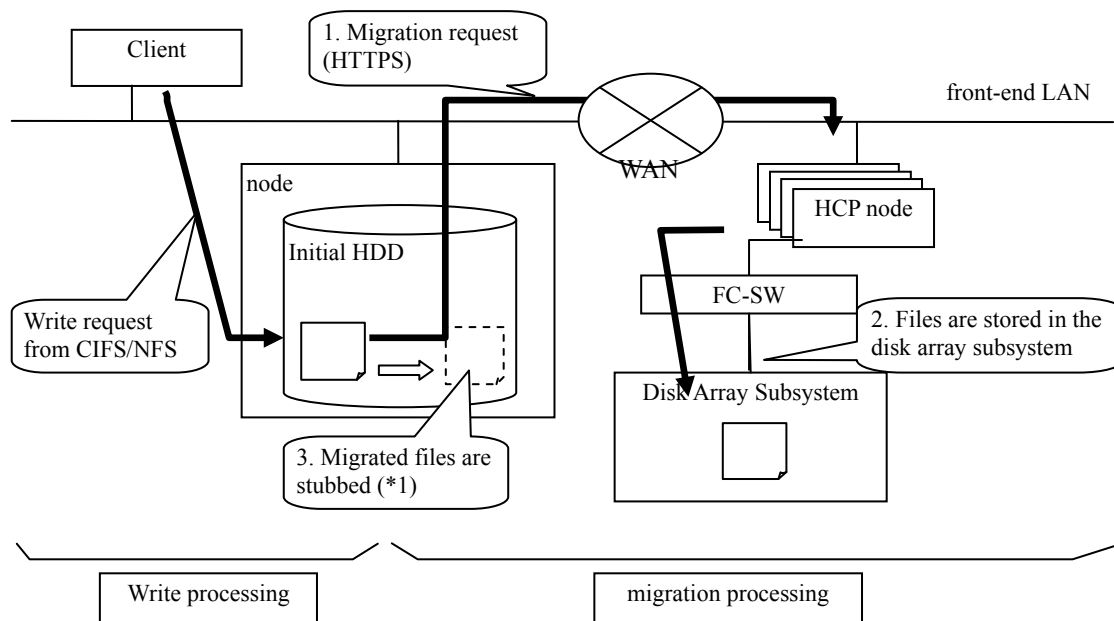 Client
1. Migration request
(HTTPS)
front-end LAN
WAN
node
HCP node
Initial HDD
FC-SW
Write request
from CIFS/NFS
2. Files are stored in the
disk array subsystem
Disk Array Subsystem
3. Migrated files are
stubbed (*1)
Write processing
migration processing